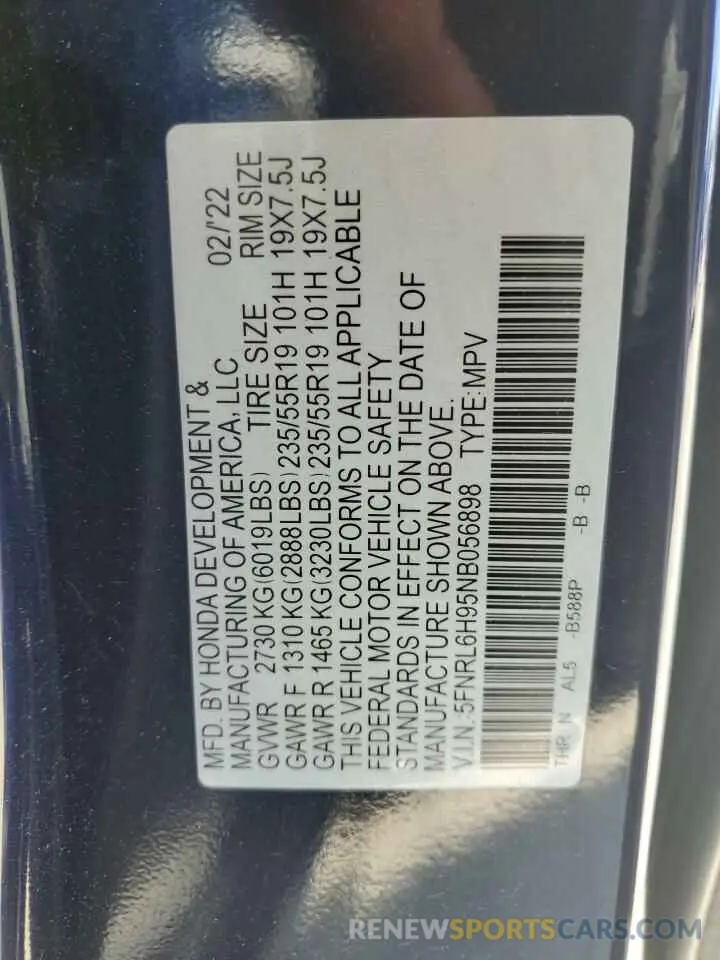 MFD. BY HONDA DEVELOPMENT &
MANUFACTURING OF AMERICA, LLC 02/'22
GVWR 2730 KG(6019LBS) TIRE SIZE RIM SIZE
GAWR F 1310 KG(2888LBS) 235/55R19 101H 19X7.5J
GAWR R 1465 KG(3230LBS) 235/55R19 101H 19X7.5J
THIS VEHICLE CONFORMS TO ALL APPLICABLE
FEDERAL MOTOR VEHICLE SAFETY
STANDARDS IN EFFECT ON THE DATE OF
MANUFACTURE SHOWN ABOVE.
V.I.N.:5FNRL6H95NB056898 TYPE:MPV
THR N AL5 -B588P -B -B
RENEWSPORTSCARS.COM